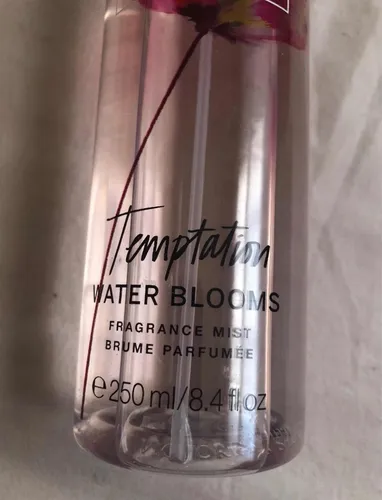 Temptation
WATER BLOOMS
FRAGRANCE MIST
BRUME PARFUMÉE
e 250 ml/8.4 fl oz